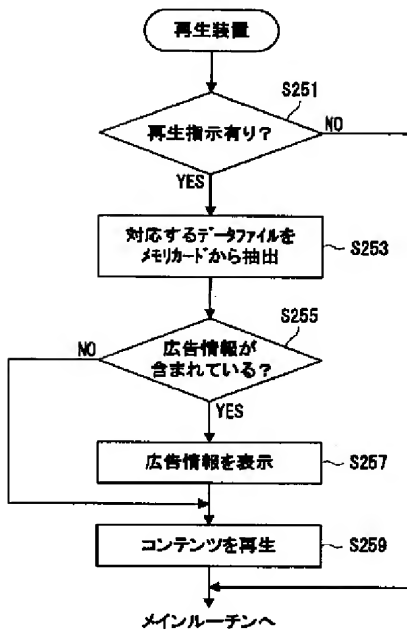 再生装置
S251
再生指示有り?
NO
YES
対応するデータファイルを
メモリカードから抽出
S253
S255
広告情報が
含まれている?
NO
YES
広告情報を表示
S257
コンテンツを再生
S259
メインルーチンへ